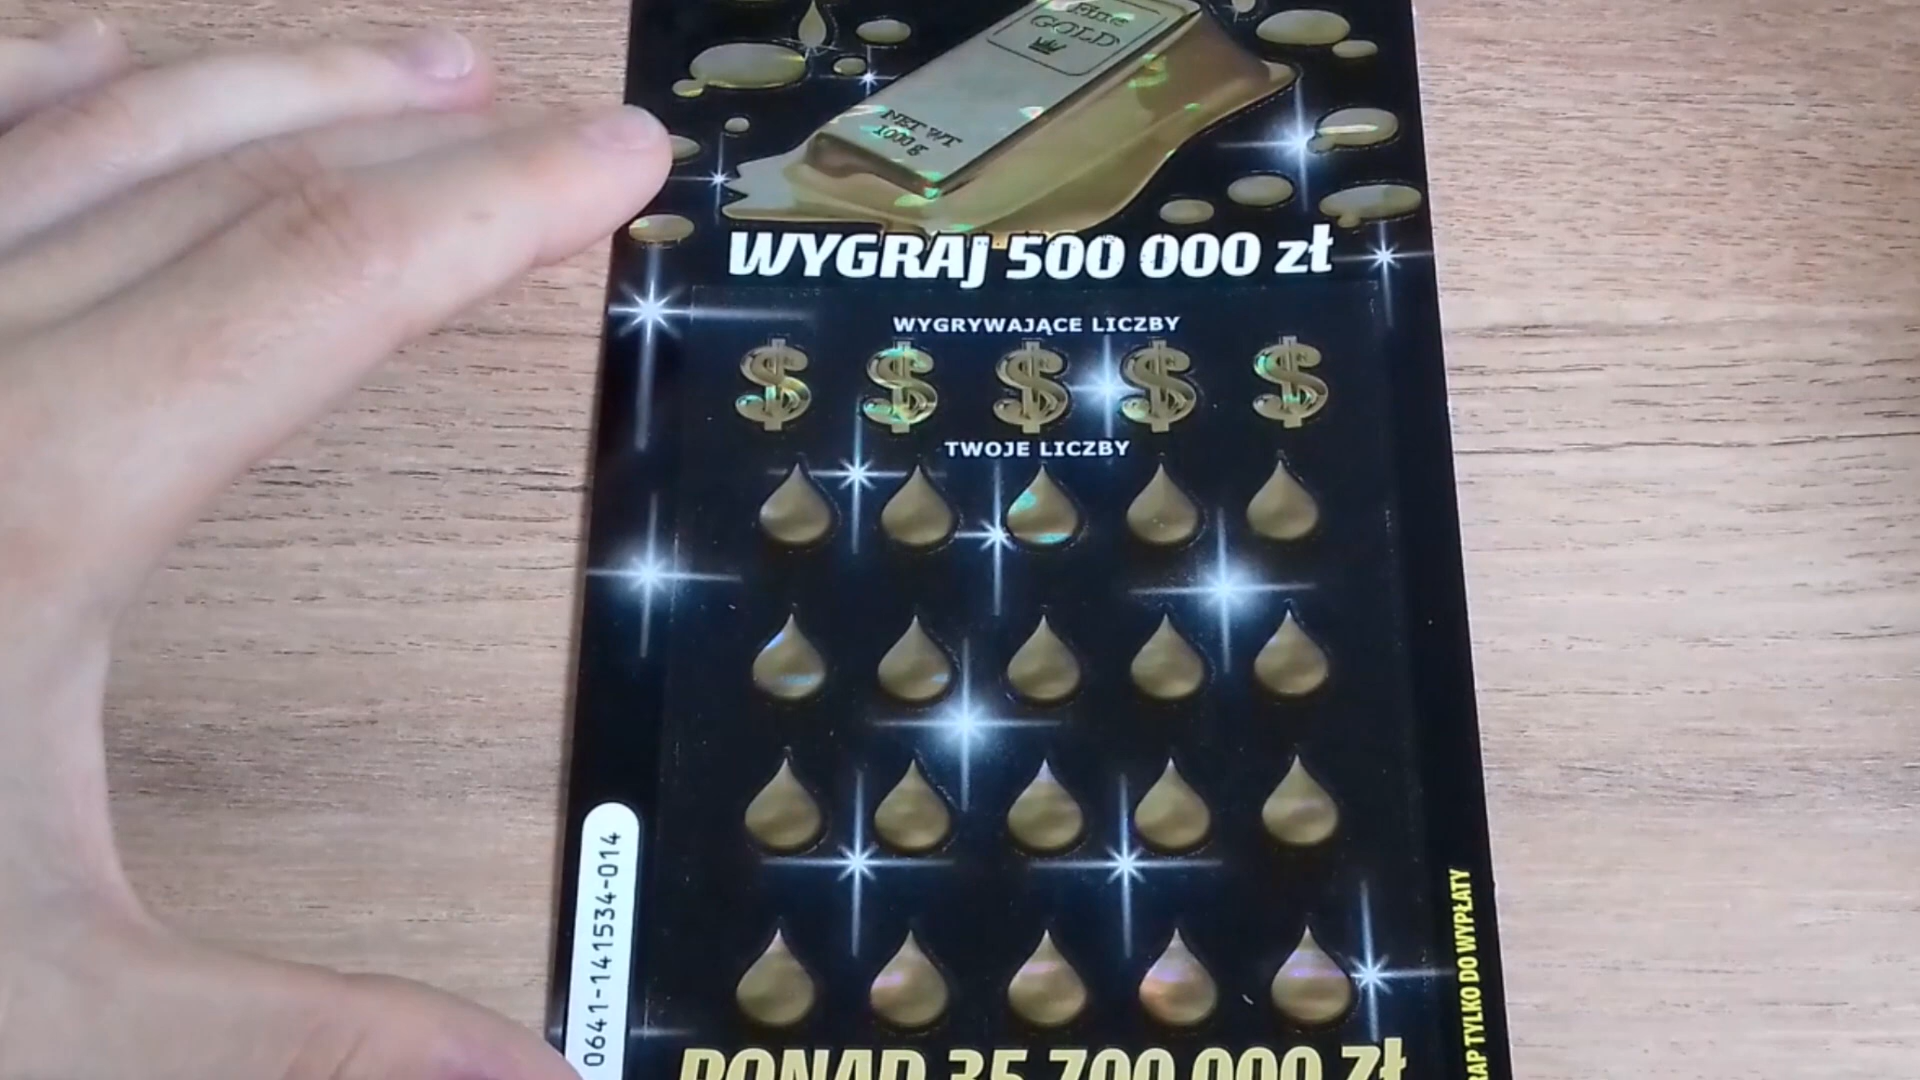 Fine
GOLD
NET WT
1000 g
WYGRAJ 500 000 zł
WYGRYWAJĄCE LICZBY
TWOJE LICZBY
0641-141534-014
RAP TYLKO DO WYPŁATY
PONAD 35 700 000 Zł